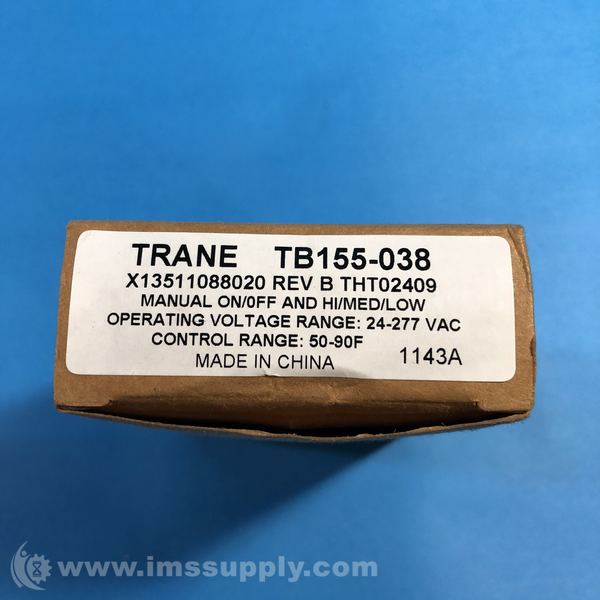 TRANE TB155-038
X13511088020 REV B THT02409
MANUAL ON/0FF AND HI/MED/LOW
OPERATING VOLTAGE RANGE: 24-277 VAC
CONTROL RANGE: 50-90F
MADE IN CHINA 1143A
www.imssupply.com